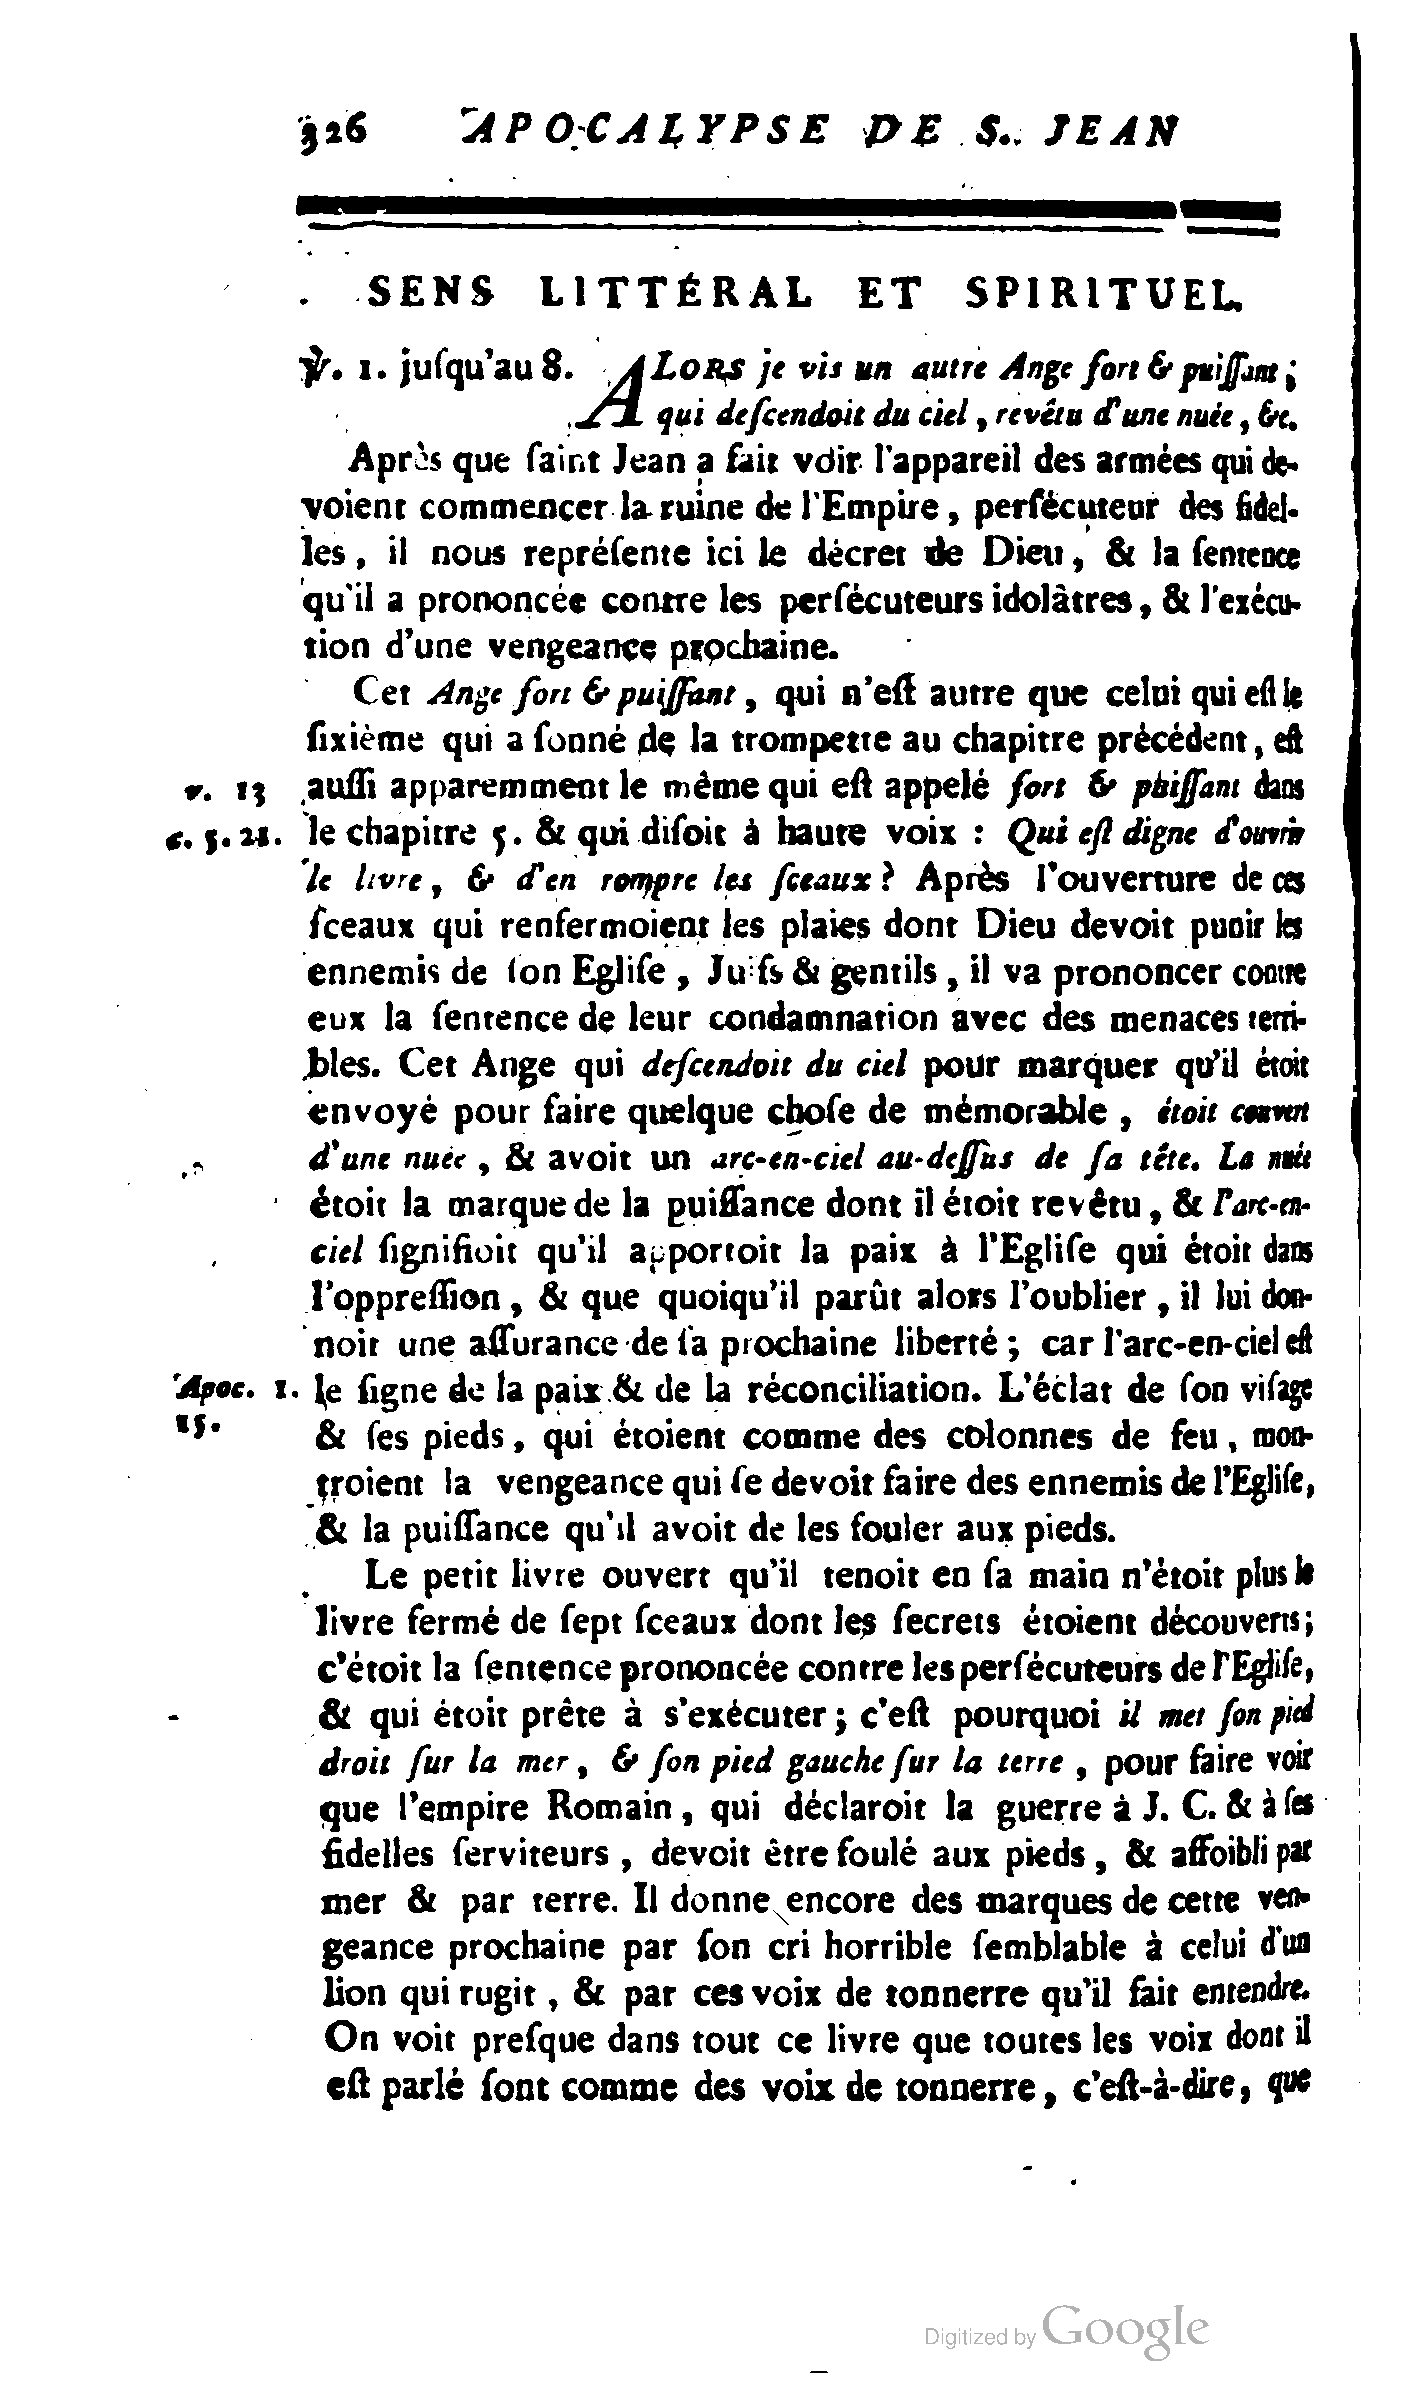 326 APOCALYPSE DE S. JEAN
SENS LITTÉRAL ET SPIRITUEL.
℣. 1. juſqu'au 8. ALORS je vis un autre Ange fort & puiſſant ;
qui deſcendoit du ciel, revêtu d'une nuée, &c.
Après que ſaint Jean a fait voir l'appareil des armées qui de-
voient commencer la ruine de l'Empire, perſécuteur des fidel-
les, il nous repréſente ici le décret de Dieu, & la ſentence
qu'il a prononcée contre les perſécuteurs idolâtres, & l'exécu-
tion d'une vengeance prochaine.
Cet Ange fort & puiſſant, qui n'eſt autre que celui qui eſt le
ſixième qui a ſonné de la trompette au chapitre précédent, eſt
v. 13 auſſi apparemment le même qui eſt appelé fort & puiſſant dans
c. 5. 21. le chapitre 5. & qui diſoit à haute voix : Qui eſt digne d'ouvrir
le livre, & d'en rompre les ſceaux ? Après l'ouverture de ces
ſceaux qui renfermoient les plaies dont Dieu devoit punir les
ennemis de ſon Egliſe, Juifs & gentils, il va prononcer contre
eux la ſentence de leur condamnation avec des menaces terri-
bles. Cet Ange qui deſcendoit du ciel pour marquer qu'il étoit
envoyé pour faire quelque choſe de mémorable, étoit couvert
d'une nuée, & avoit un arc-en-ciel au-deſſus de ſa tête. La nuée
étoit la marque de la puiſſance dont il étoit revêtu, & l'arc-en-
ciel ſignifioit qu'il apportoit la paix à l'Egliſe qui étoit dans
l'oppreſſion, & que quoiqu'il parût alors l'oublier, il lui don-
noit une aſſurance de ſa prochaine liberté ; car l'arc-en-ciel eſt
Apoc. 1. le ſigne de la paix & de la réconciliation. L'éclat de ſon viſage
15. & ſes pieds, qui étoient comme des colonnes de feu, mon-
troient la vengeance qui ſe devoit faire des ennemis de l'Egliſe,
& la puiſſance qu'il avoit de les fouler aux pieds.
Le petit livre ouvert qu'il tenoit en ſa main n'étoit plus le
livre fermé de ſept ſceaux dont les ſecrets étoient découverts ;
c'étoit la ſentence prononcée contre les perſécuteurs de l'Egliſe,
& qui étoit prête à s'exécuter ; c'eſt pourquoi il met ſon pied
droit ſur la mer, & ſon pied gauche ſur la terre, pour faire voir
que l'empire Romain, qui déclaroit la guerre à J. C. & à ſes
fidelles ſerviteurs, devoit être foulé aux pieds, & affoibli par
mer & par terre. Il donne encore des marques de cette ven-
geance prochaine par ſon cri horrible ſemblable à celui d'un
lion qui rugit, & par ces voix de tonnerre qu'il fait entendre.
On voit preſque dans tout ce livre que toutes les voix dont il
eſt parlé ſont comme des voix de tonnerre, c'eſt-à-dire, que
Digitized by Google